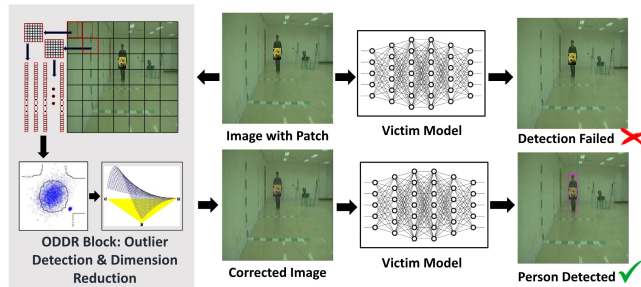 Image with Patch
Victim Model
Detection Failed
ODDR Block: Outlier
Detection & Dimension
Reduction
Corrected Image
Victim Model
Person Detected